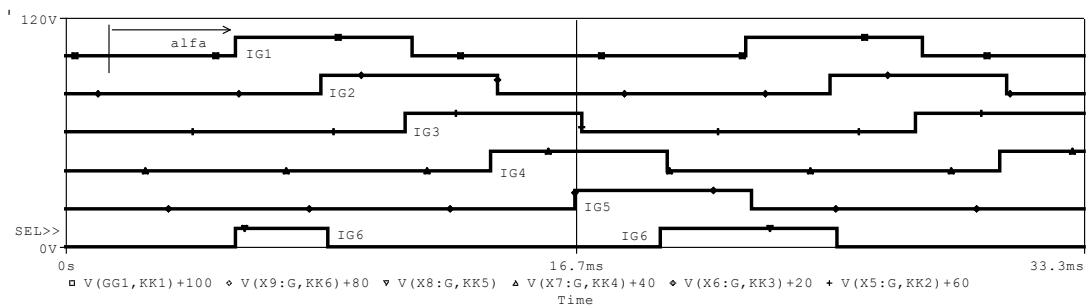 120V
alfa
IG1
IG2
IG3
IG4
IG5
SEL>>
IG6
IG6
0V
0s
16.7ms
33.3ms
V(GG1,KK1)+100 V(X9:G,KK6)+80 V(X8:G,KK5) V(X7:G,KK4)+40 V(X6:G,KK3)+20 V(X5:G,KK2)+60
Time